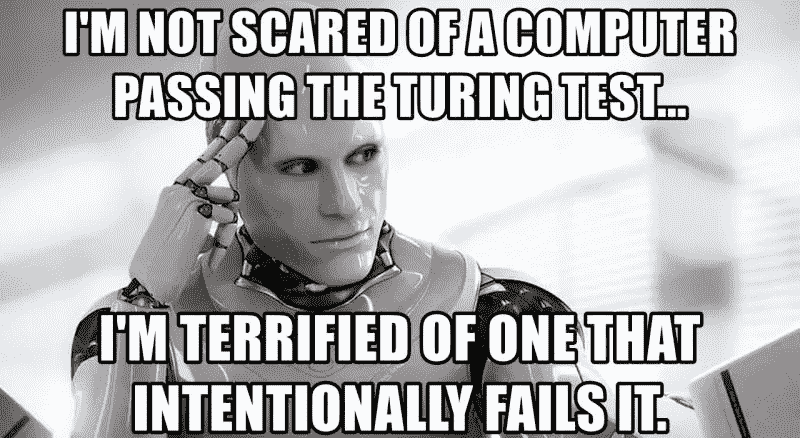 I'M NOT SCARED OF A COMPUTER
PASSING THE TURING TEST...
I'M TERRIFIED OF ONE THAT
INTENTIONALLY FAILS IT.